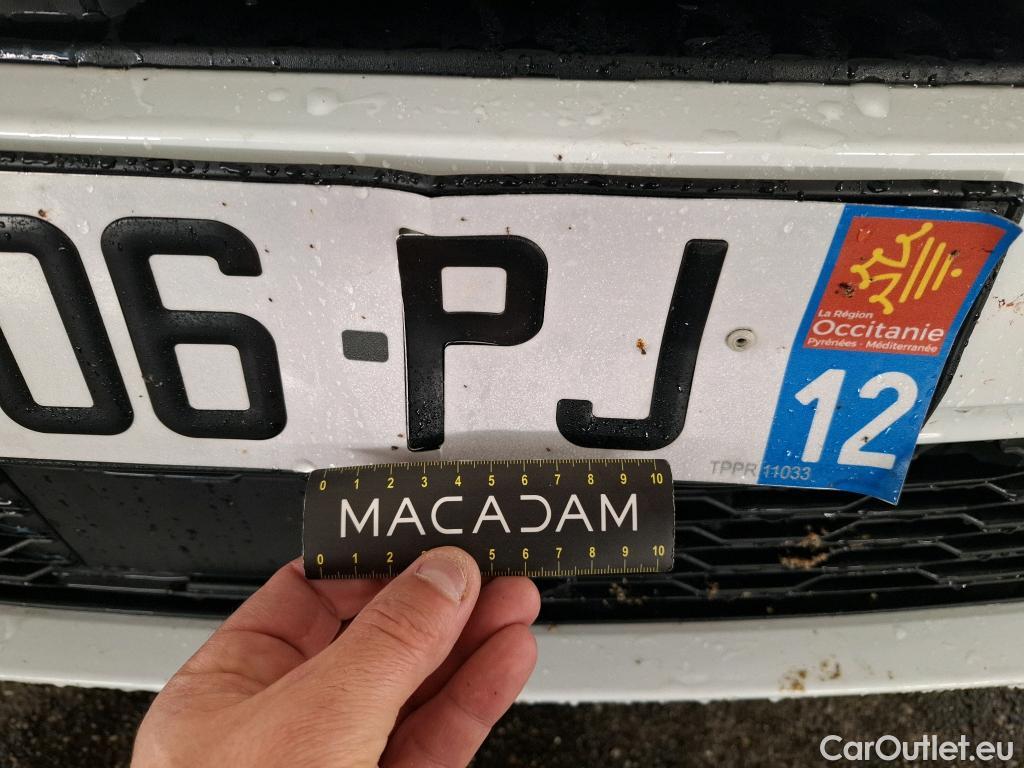 06-PJ
La Région
Occitanie
Pyrénées - Méditerranée
12
TPPR 11033
0 1 2 3 4 5 6 7 8 9 10
MACADAM
0 1 2 3 5 6 7 8 9 10
CarOutlet.eu